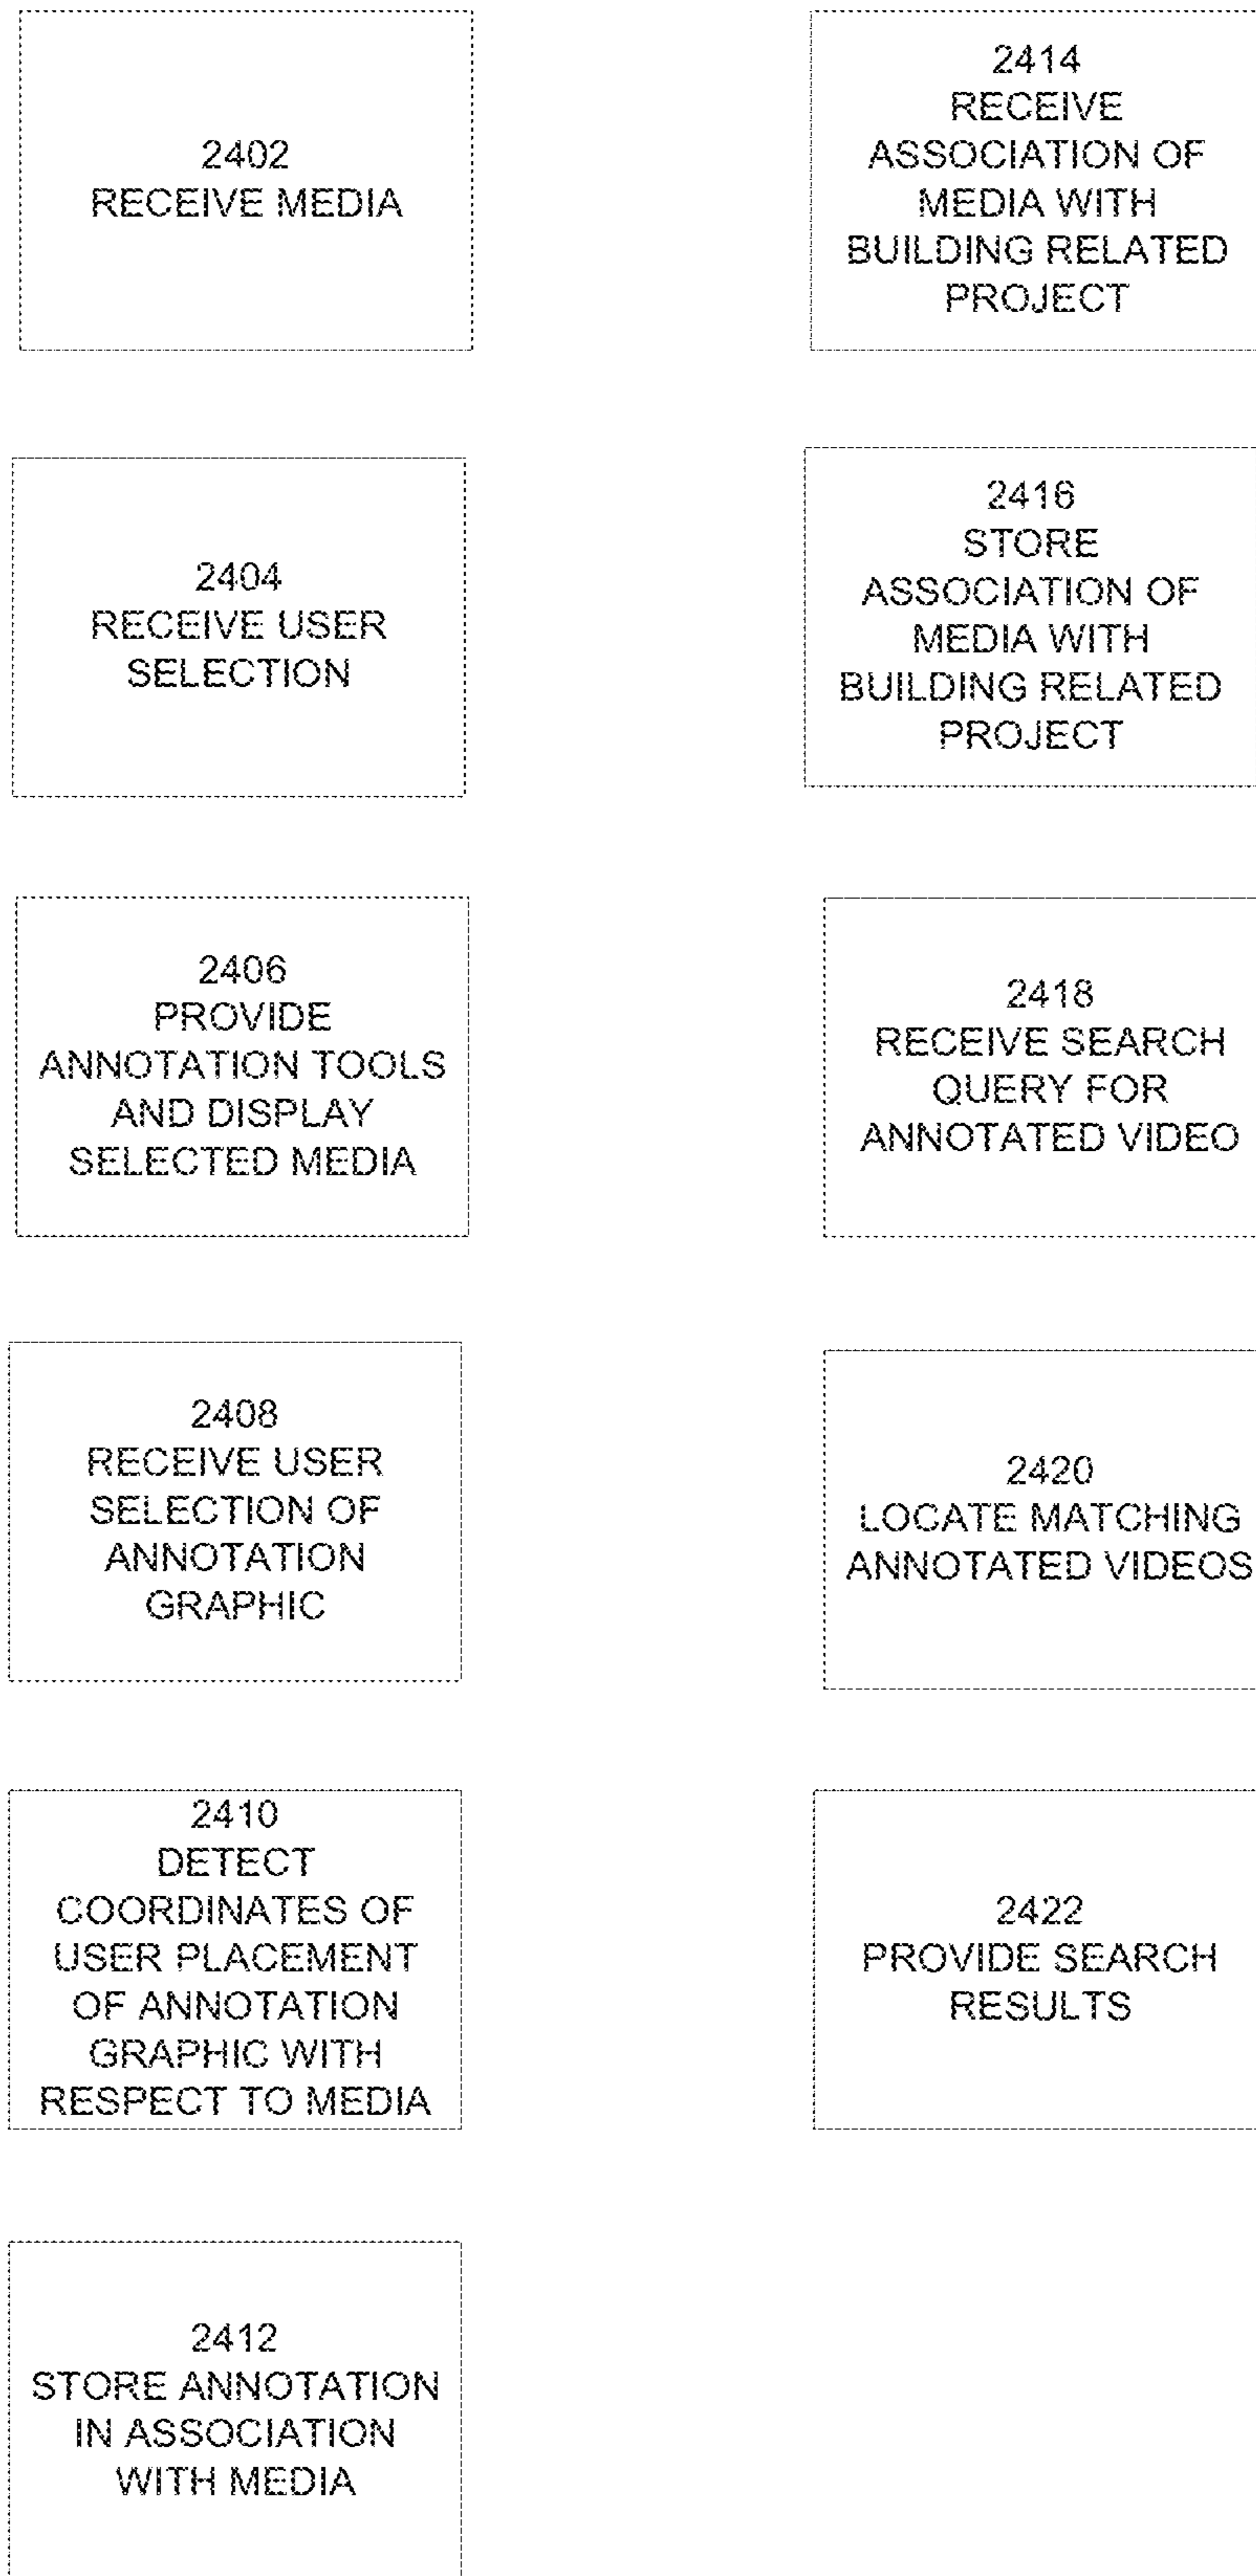 2402
RECEIVE MEDIA
2404
RECEIVE USER
SELECTION
2406
PROVIDE
ANNOTATION TOOLS
AND DISPLAY
SELECTED MEDIA
2408
RECEIVE USER
SELECTION OF
ANNOTATION
GRAPHIC
2410
DETECT
COORDINATES OF
USER PLACEMENT
OF ANNOTATION
GRAPHIC WITH
RESPECT TO MEDIA
2412
STORE ANNOTATION
IN ASSOCIATION
WITH MEDIA
2414
RECEIVE
ASSOCIATION OF
MEDIA WITH
BUILDING RELATED
PROJECT
2416
STORE
ASSOCIATION OF
MEDIA WITH
BUILDING RELATED
PROJECT
2418
RECEIVE SEARCH
QUERY FOR
ANNOTATED VIDEO
2420
LOCATE MATCHING
ANNOTATED VIDEOS
2422
PROVIDE SEARCH
RESULTS